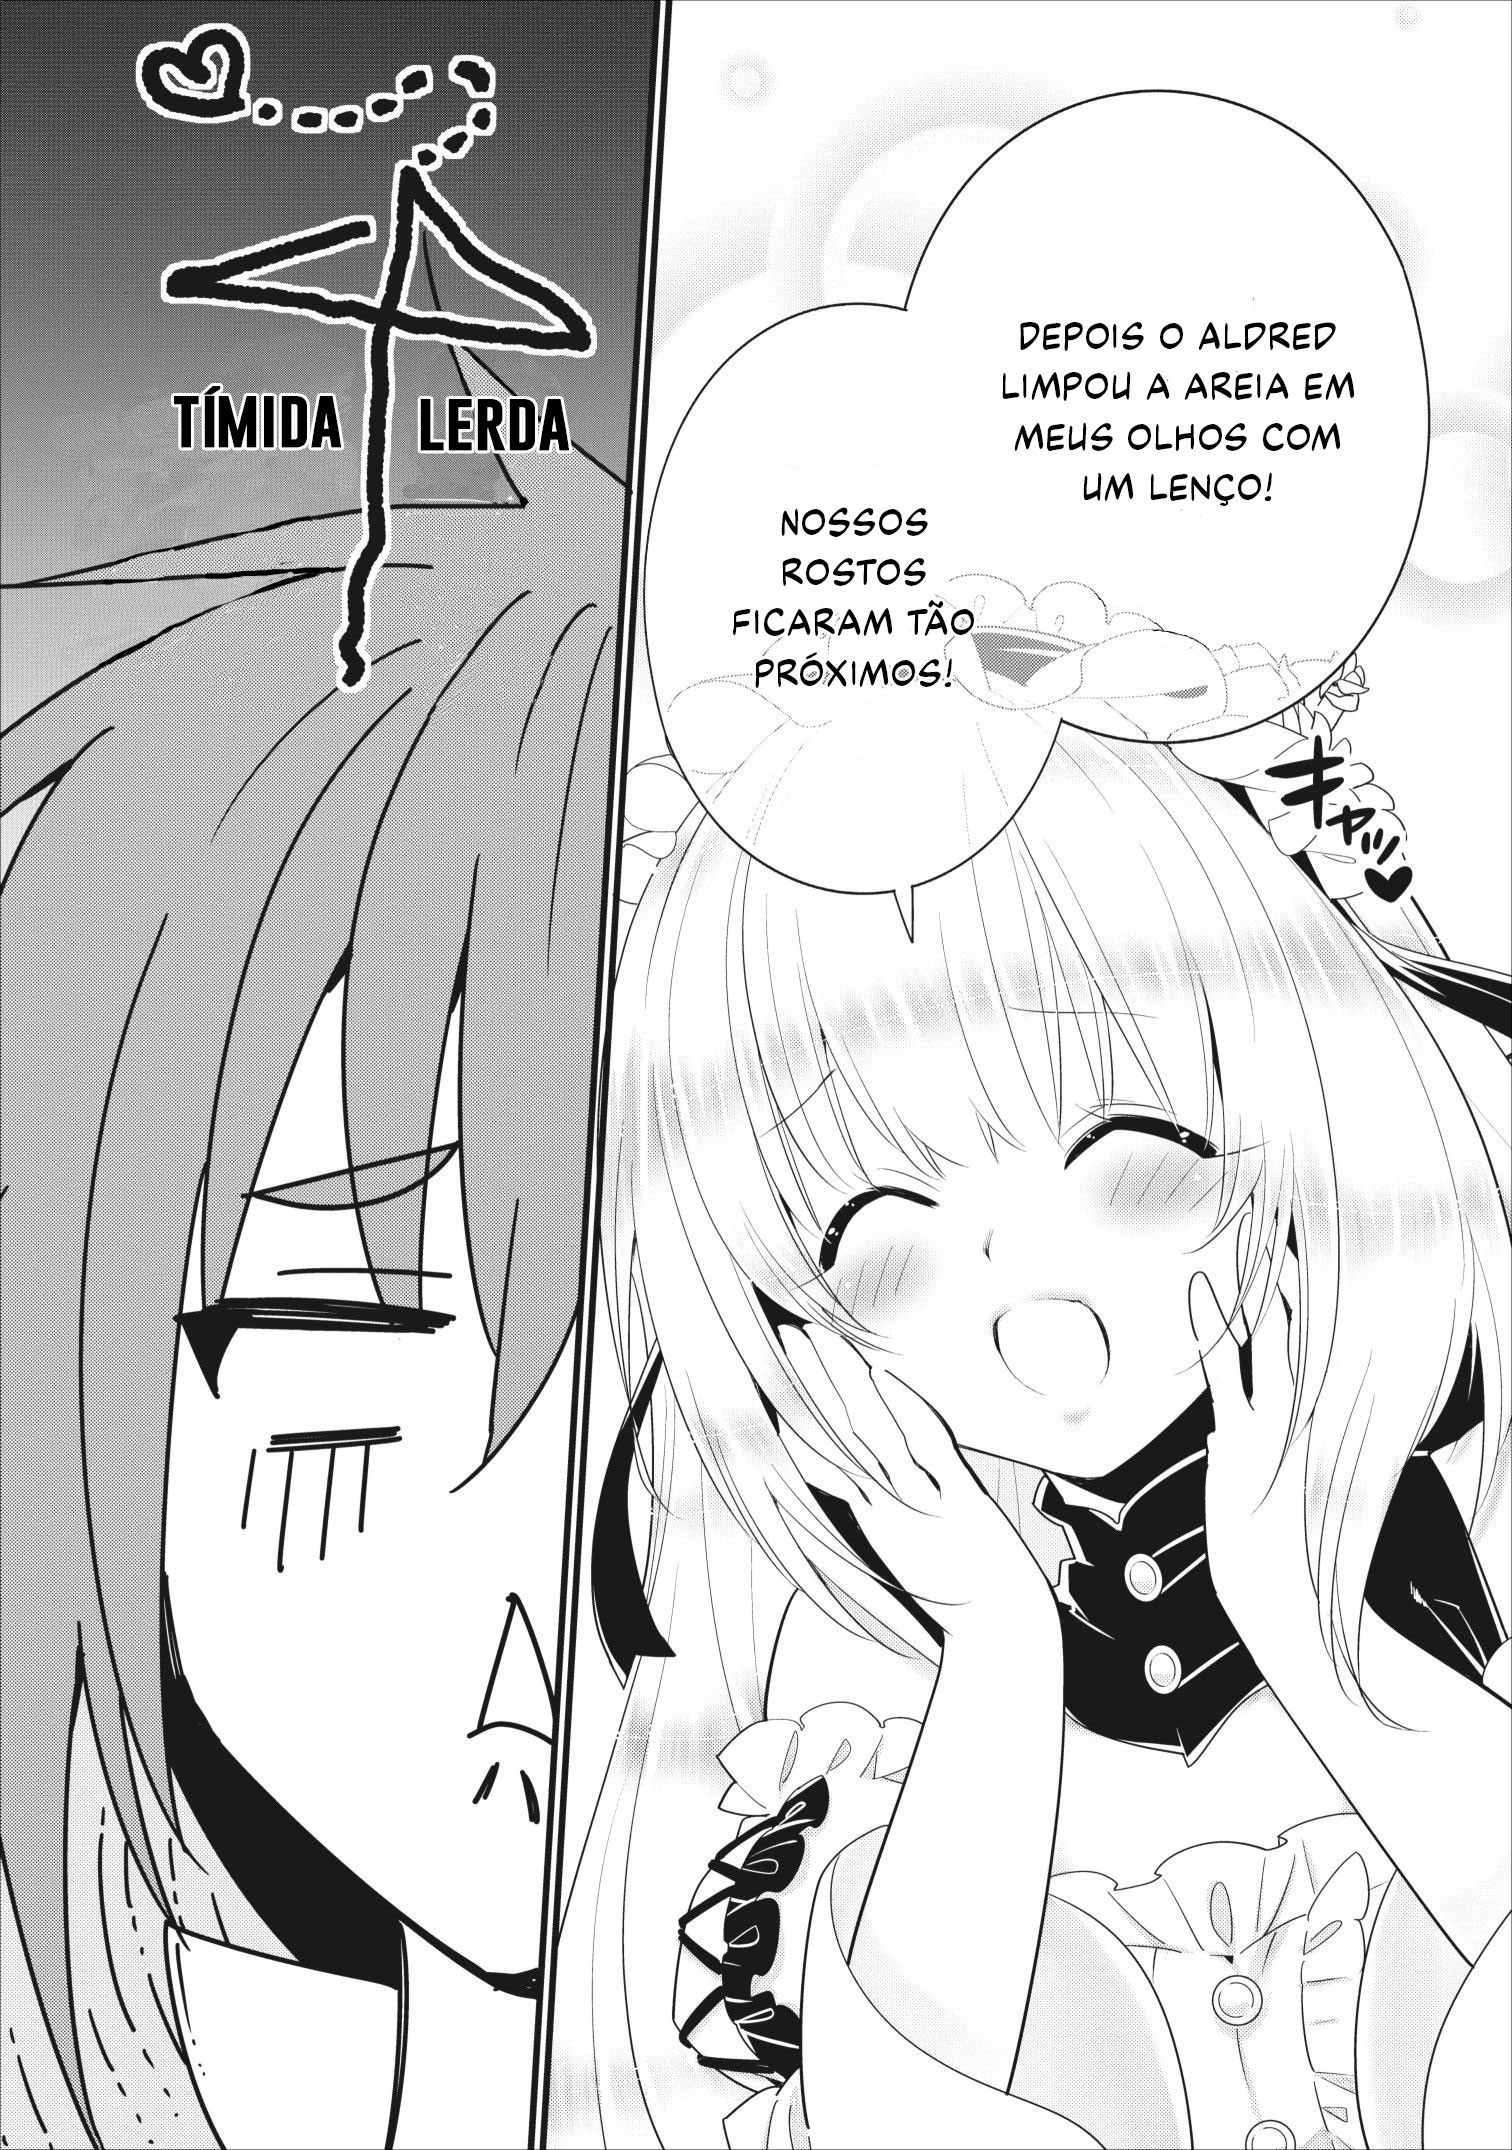 DEPOIS O ALDRED
LIMPOU A AREIA EM
MEUS OLHOS COM
UM LENÇO!
NOSSOS
ROSTOS
FICARAM TÃO
PRÓXIMOS!
キャッ♥
TÍMIDA
LERDA